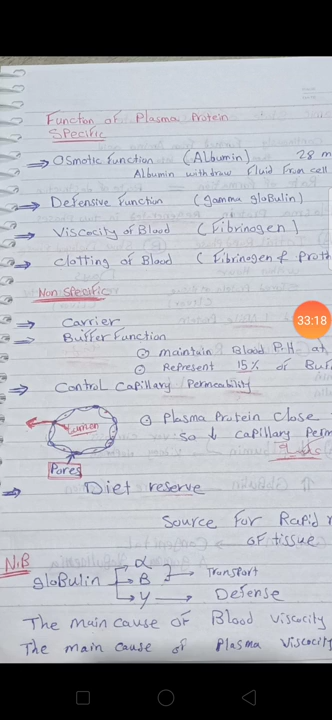 Function of Plasma Protein
Specific
⇒ Osmotic Function (Albumin) 28 m
Albumin withdraw Fluid From cell
⇒ Defensive Function (gamma gloBulin)
⇒ Viscocity of Blood (Fibrinogen)
⇒ Clotting of Blood (Fibrinogen & Proth
Non specific
33:18
⇒ Carrier
⇒ Buffer Function
⊙ maintain Blood P.H at
⊙ Represent 15% of Buf
⇒ Control Capillary Permeability
Lumen
⊙ Plasma Protein close
so ↓ capillary Perm
Pores
⇒ Diet reserve
Source For Rapid r
of tissue
N.B
gloBulin α
B → Transport
γ → Defense
The main cause of Blood viscocity
The main cause of Plasma Viscocity